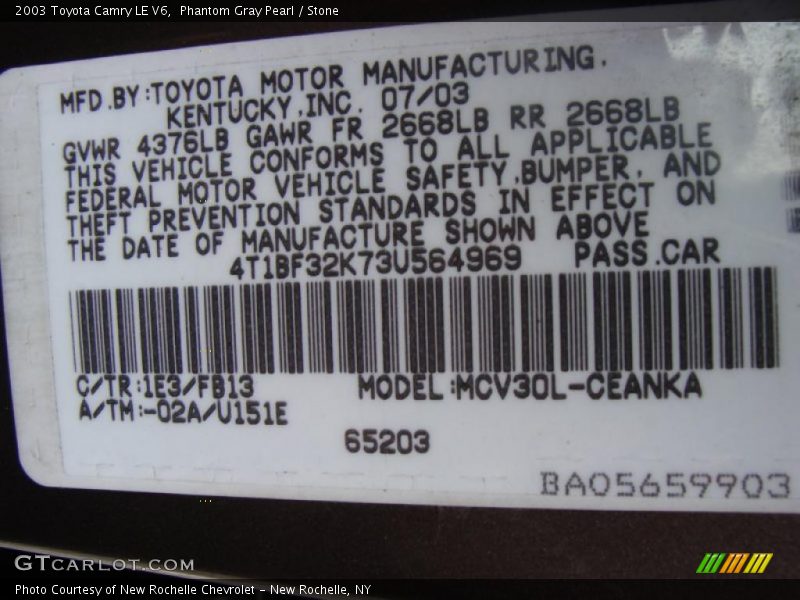 2003 Toyota Camry LE V6,  Phantom Gray Pearl / Stone
MFD.BY:TOYOTA MOTOR MANUFACTURING,
KENTUCKY,INC. 07/03
GVWR 4376LB GAWR FR 2668LB RR 2668LB
THIS VEHICLE CONFORMS TO ALL APPLICABLE
FEDERAL MOTOR VEHICLE SAFETY,BUMPER, AND
THEFT PREVENTION STANDARDS IN EFFECT ON
THE DATE OF MANUFACTURE SHOWN ABOVE
4T1BF32K73U564969 PASS.CAR
C/TR:1E3/FB13 MODEL:MCV30L-CEANKA
A/TM:-02A/U151E
65203
BA05659903
GTCARLOT.COM
Photo Courtesy of New Rochelle Chevrolet – New Rochelle, NY